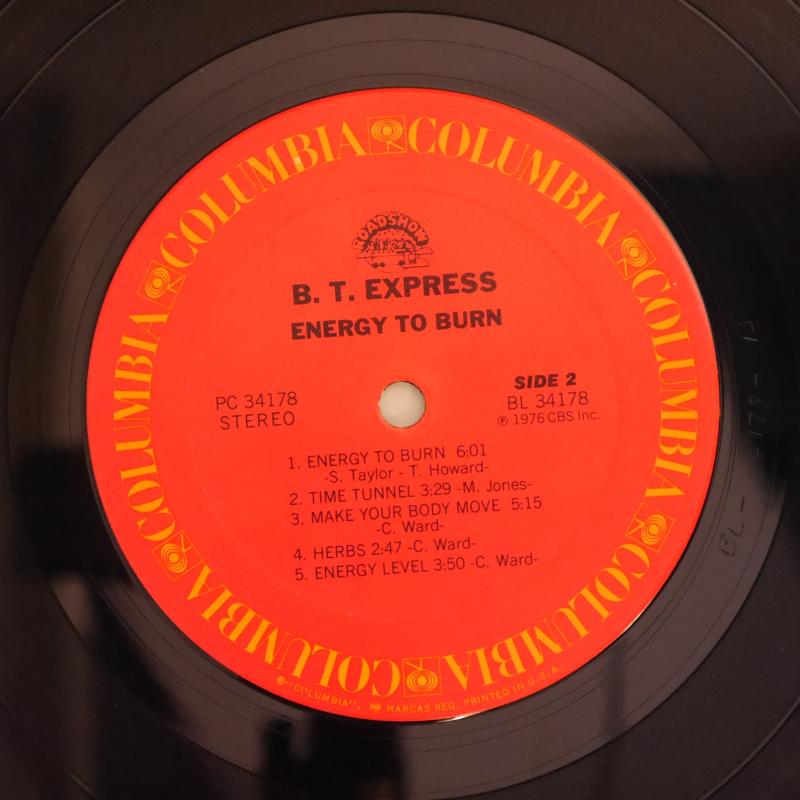 COLUMBIA COLUMBIA COLUMBIA COLUMBIA COLUMBIA COLUMBIA COLUMBIA
ROADSHOW
B. T. EXPRESS
ENERGY TO BURN
SIDE 2
PC 34178 BL 34178
STEREO ℗ 1976 CBS Inc.
1. ENERGY TO BURN 6:01
-S. Taylor - T. Howard-
2. TIME TUNNEL 3:29 -M. Jones-
3. MAKE YOUR BODY MOVE 5:15
-C. Ward-
4. HERBS 2:47 -C. Ward-
5. ENERGY LEVEL 3:50 -C. Ward-
®"COLUMBIA", MARCAS REG. PRINTED IN U.S.A.
BL-